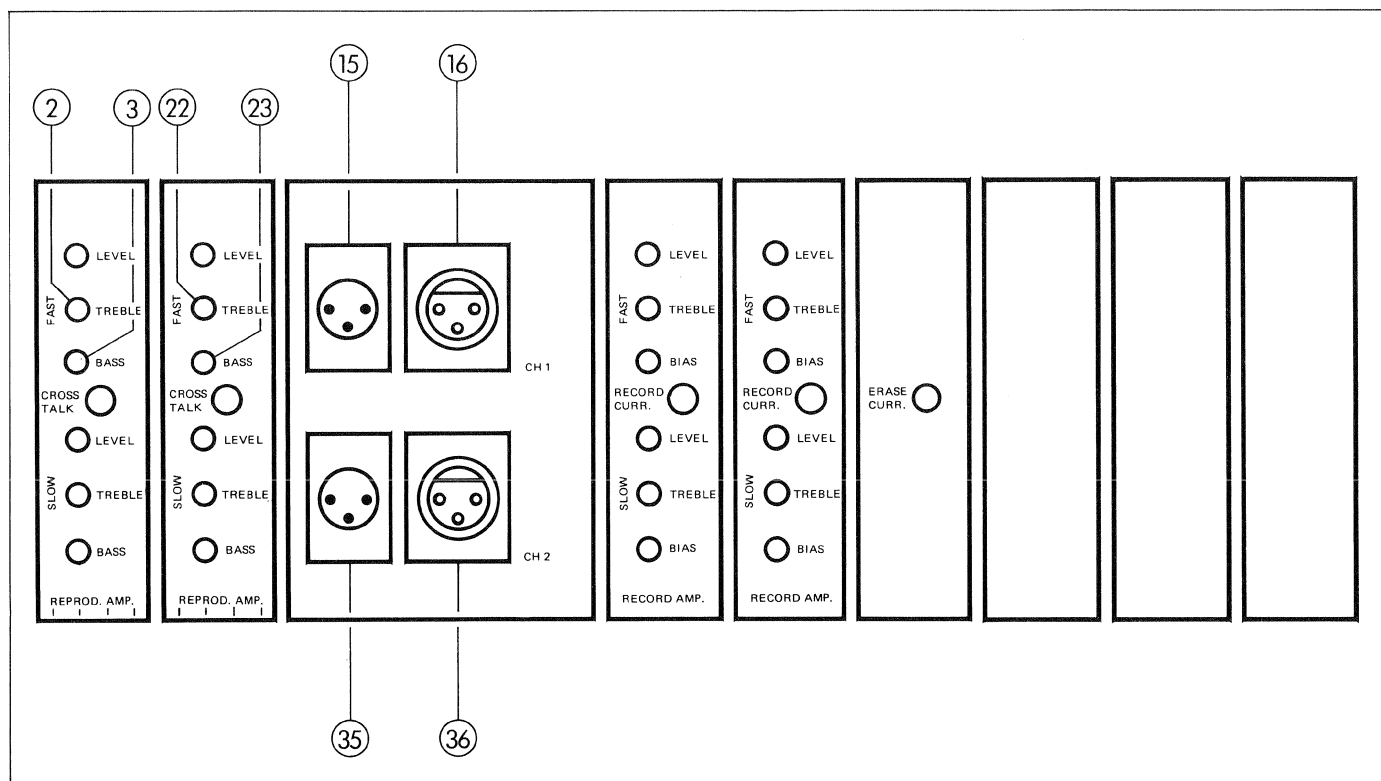 15
16
2
3
22
23
LEVEL
FAST
TREBLE
BASS
CROSS
TALK
LEVEL
SLOW
TREBLE
BASS
REPROD. AMP.
LEVEL
FAST
TREBLE
BASS
CROSS
TALK
LEVEL
SLOW
TREBLE
BASS
REPROD. AMP.
CH 1
CH 2
LEVEL
FAST
TREBLE
BIAS
RECORD
CURR.
LEVEL
SLOW
TREBLE
BIAS
RECORD AMP.
LEVEL
FAST
TREBLE
BIAS
RECORD
CURR.
LEVEL
SLOW
TREBLE
BIAS
RECORD AMP.
ERASE
CURR.
35
36